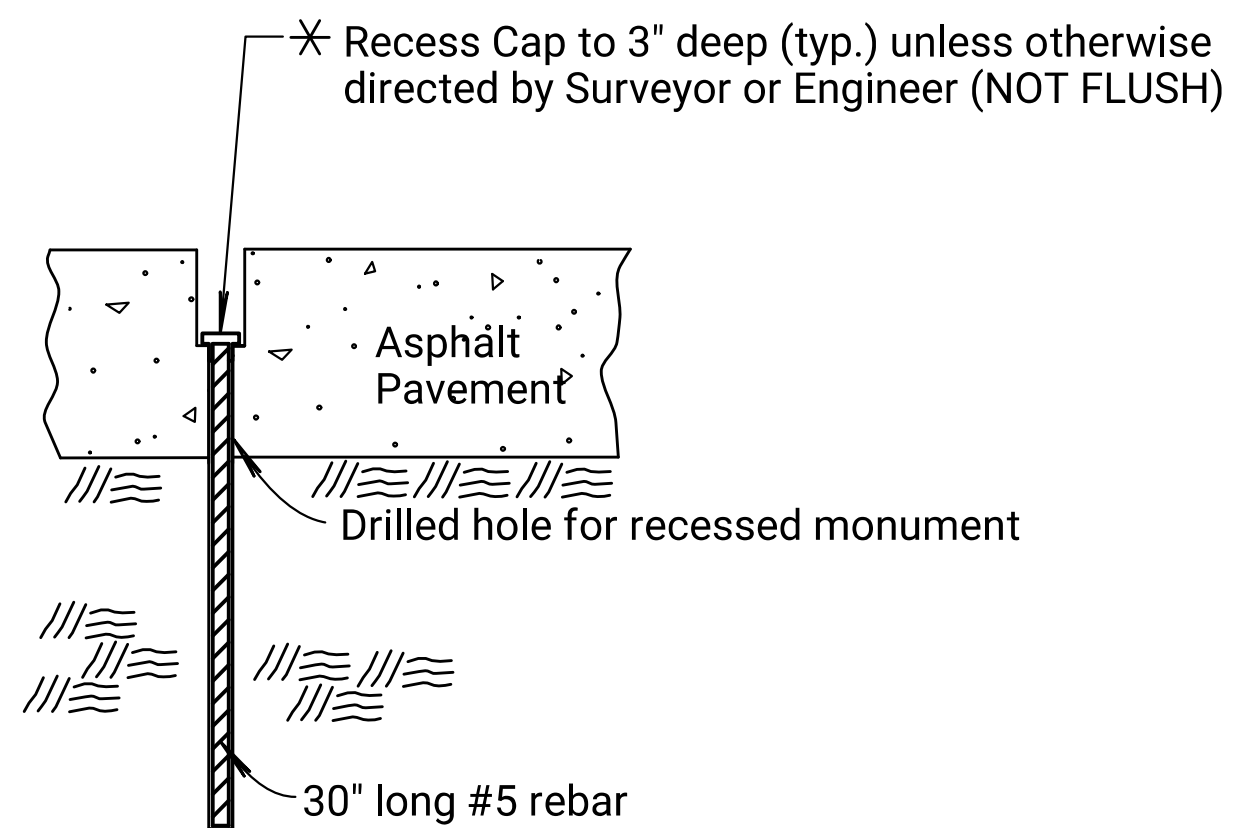 Recess Cap to 3" deep (typ.) unless otherwise
directed by Surveyor or Engineer (NOT FLUSH)
Asphalt
Pavement
Drilled hole for recessed monument
30" long #5 rebar